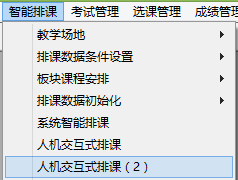 智能排课 考试管理 选课管理 成绩管理
教学场地
排课数据条件设置
板块课程安排
排课数据初始化
系统智能排课
人机交互式排课
人机交互式排课（2）